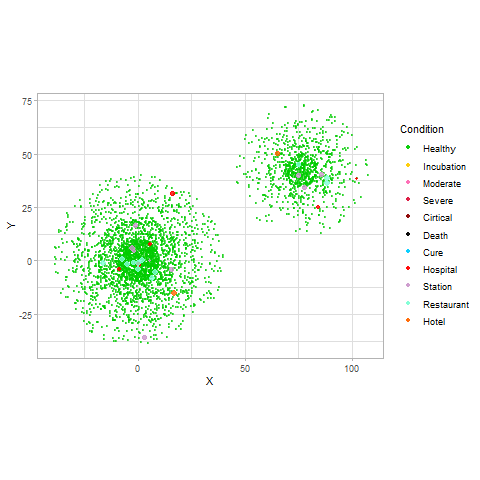 75
50
25
0
-25
Y
0
50
100
X
Condition
Healthy
Incubation
Moderate
Severe
Cirtical
Death
Cure
Hospital
Station
Restaurant
Hotel